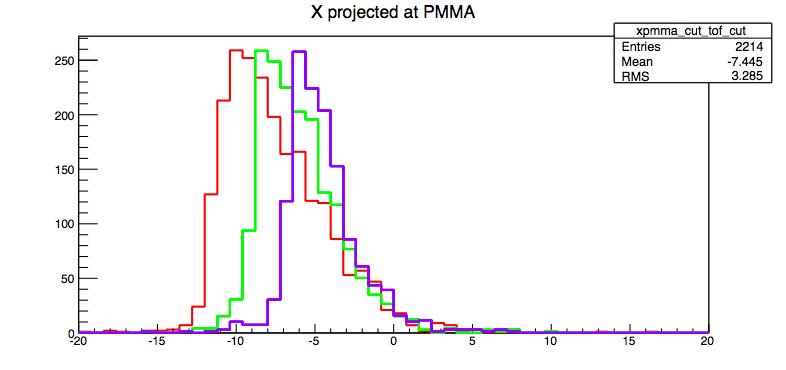 X projected at PMMA
xpmma_cut_tof_cut
Entries 2214
Mean -7.445
RMS 3.285
250
200
150
100
50
0
-20 -15 -10 -5 0 5 10 15 20